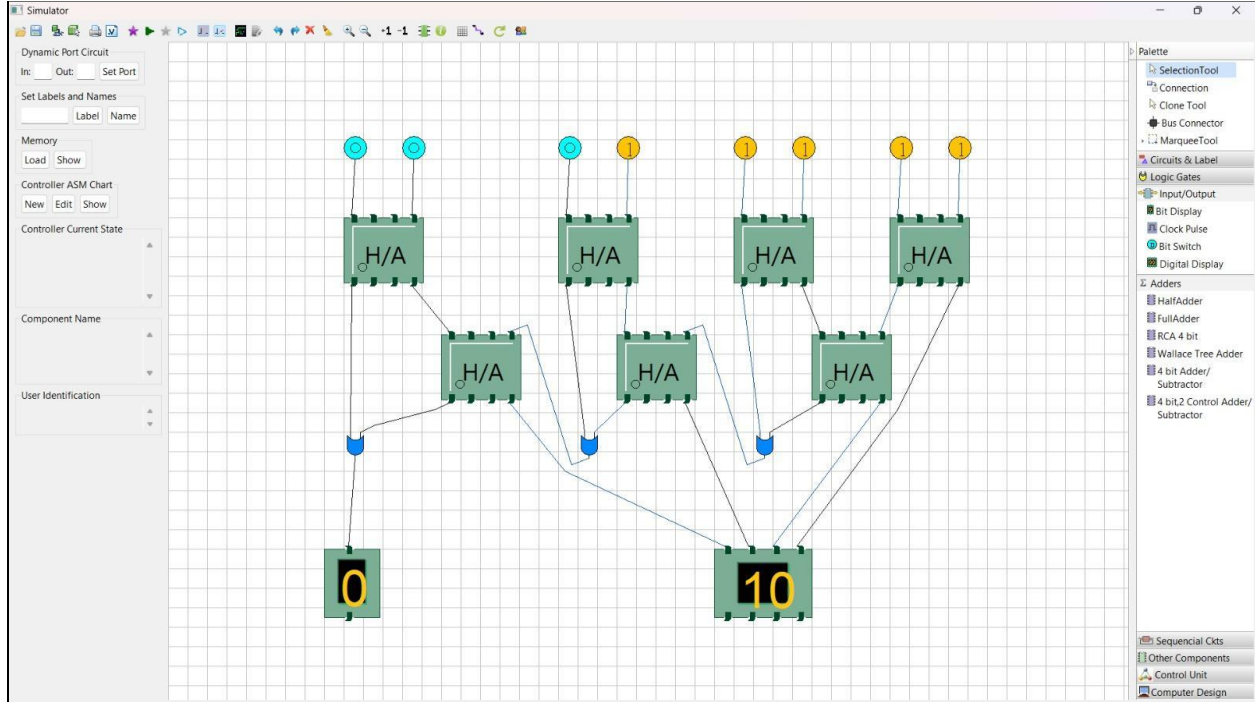 Simulator
+1 -1
Dynamic Port Circuit
In: Out: Set Port
Set Labels and Names
Label Name
Memory
Load Show
Controller ASM Chart
New Edit Show
Controller Current State
Component Name
User Identification
1 1 1 1 1
H/A H/A H/A H/A
H/A H/A H/A
0 10
Palette
SelectionTool
Connection
Clone Tool
Bus Connector
MarqueeTool
Circuits & Label
Logic Gates
Input/Output
Bit Display
Clock Pulse
Bit Switch
Digital Display
Σ Adders
HalfAdder
FullAdder
RCA 4 bit
Wallace Tree Adder
4 bit Adder/
Subtractor
4 bit,2 Control Adder/
Subtractor
Sequencial Ckts
Other Components
Control Unit
Computer Design